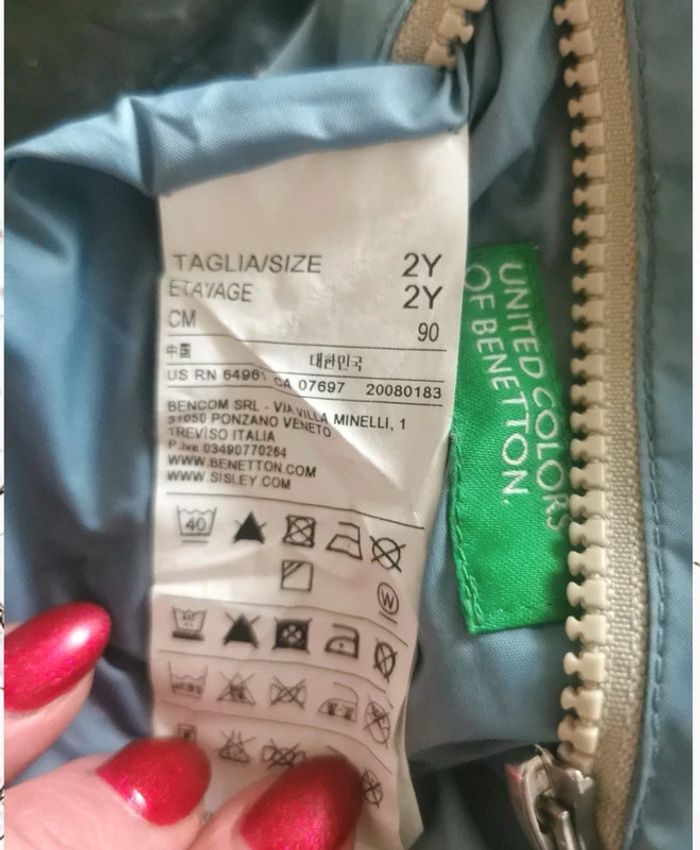 TAGLIA/SIZE 2Y
ETA'/AGE 2Y
CM 90
中国 대한민국
US RN 6496 CA 07697 20080183
BENCOM SRL - VIA VILLA MINELLI, 1
31050 PONZANO VENETO
TREVISO ITALIA
P.iva 03490770264
WWW.BENETTON.COM
WWW.SISLEY.COM
40
W
UNITED COLORS
OF BENETTON.